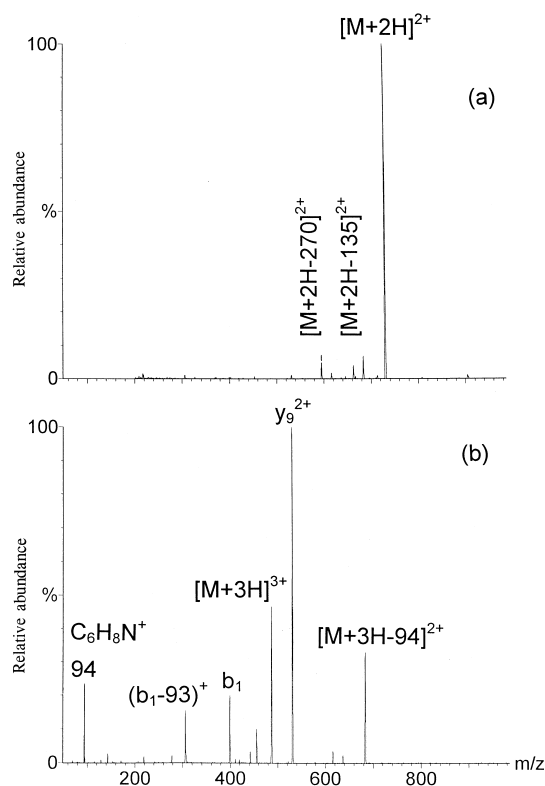 [M+2H]2+
100
(a)
Relative abundance
%
[M+2H-270]2+
[M+2H-135]2+
0
y92+
100
(b)
Relative abundance
[M+3H]3+
%
C6H8N+
[M+3H-94]2+
94
(b1-93)+
b1
0
200
400
600
800
m/z